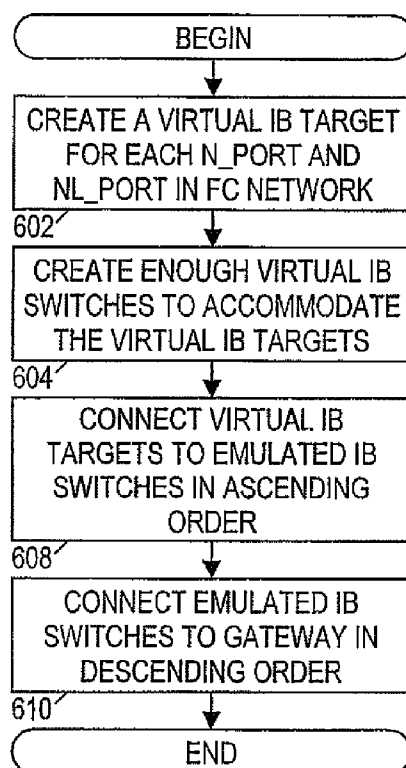 BEGIN
CREATE A VIRTUAL IB TARGET
FOR EACH N_PORT AND
NL_PORT IN FC NETWORK
602
CREATE ENOUGH VIRTUAL IB
SWITCHES TO ACCOMMODATE
THE VIRTUAL IB TARGETS
604
CONNECT VIRTUAL IB
TARGETS TO EMULATED IB
SWITCHES IN ASCENDING
ORDER
608
CONNECT EMULATED IB
SWITCHES TO GATEWAY IN
DESCENDING ORDER
610
END